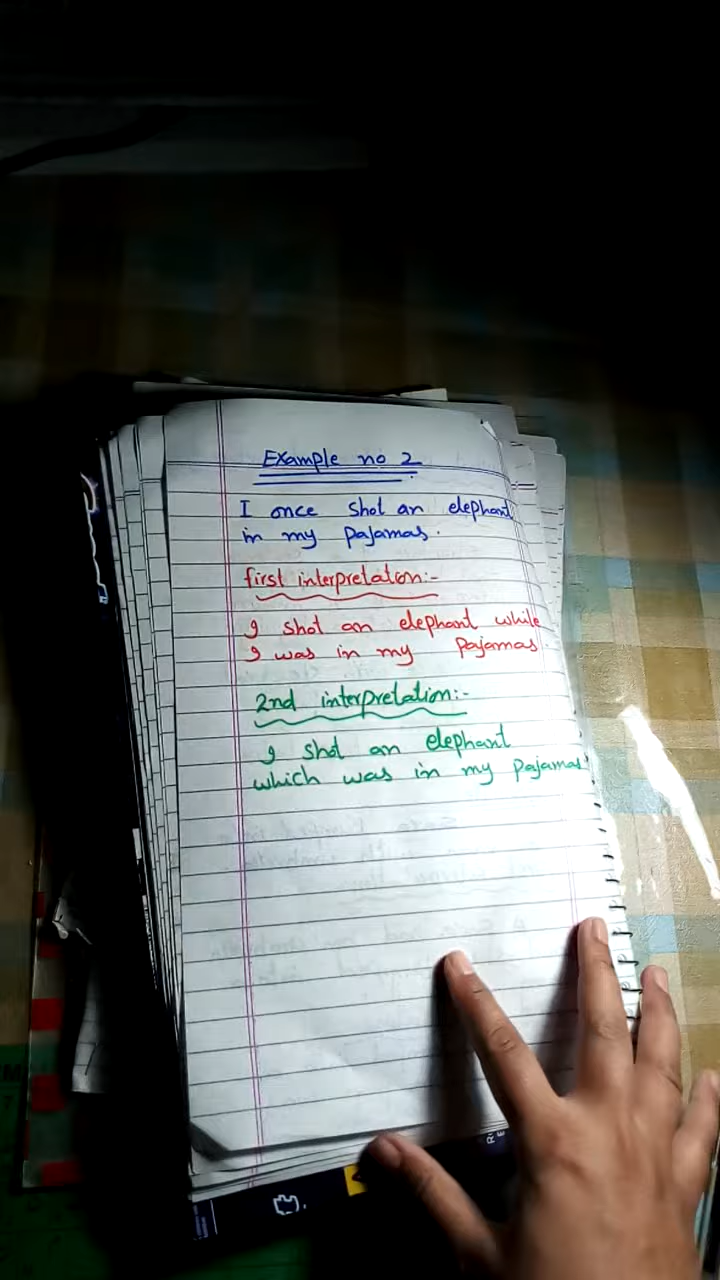 Example no 2
I once shot an elephant
in my pajamas.
first interpretation:-
I shot an elephant while
I was in my pajamas.
2nd interpretation:-
I shot an elephant
which was in my pajamas